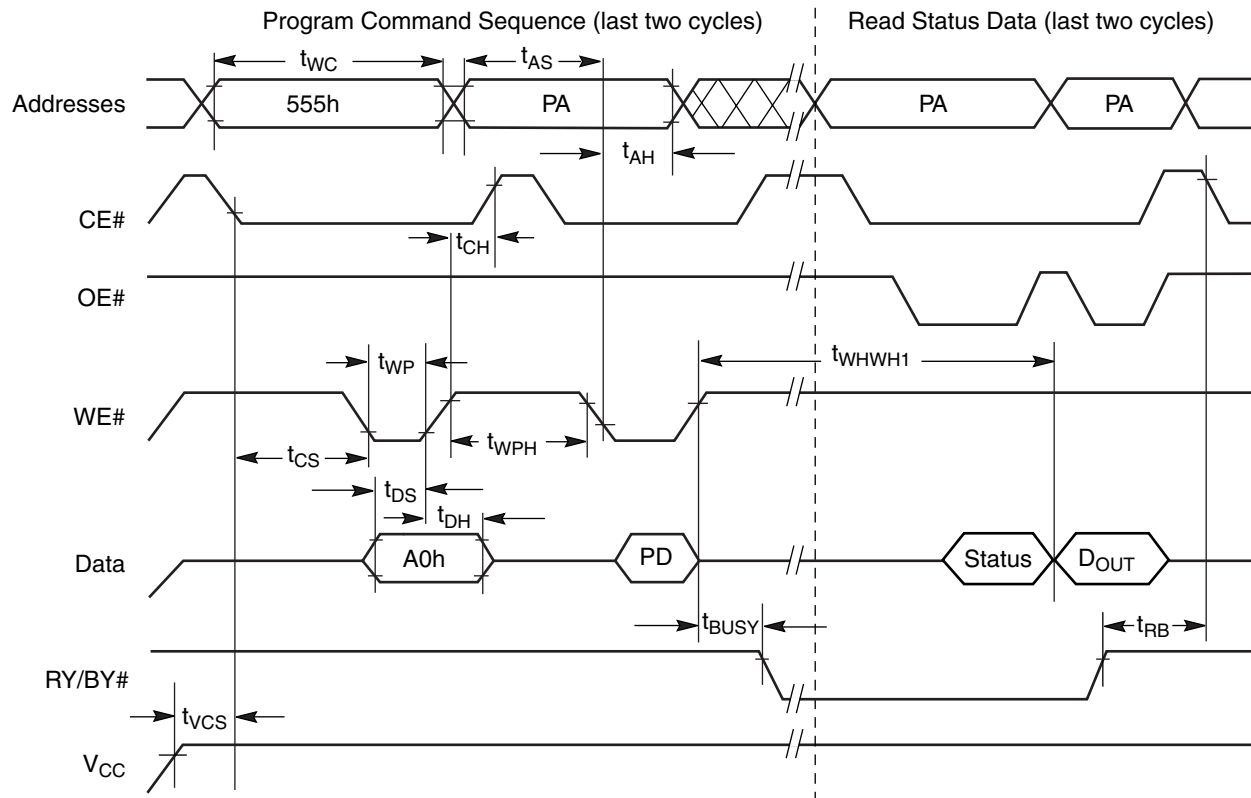 Program Command Sequence (last two cycles) Read Status Data (last two cycles)
tWC tAS
Addresses 555h PA PA PA
tAH
CE#
tCH
OE#
tWP tWHWH1
WE#
tCS tWPH
tDS
tDH
Data A0h PD Status DOUT
tBUSY tRB
RY/BY#
tVCS
VCC